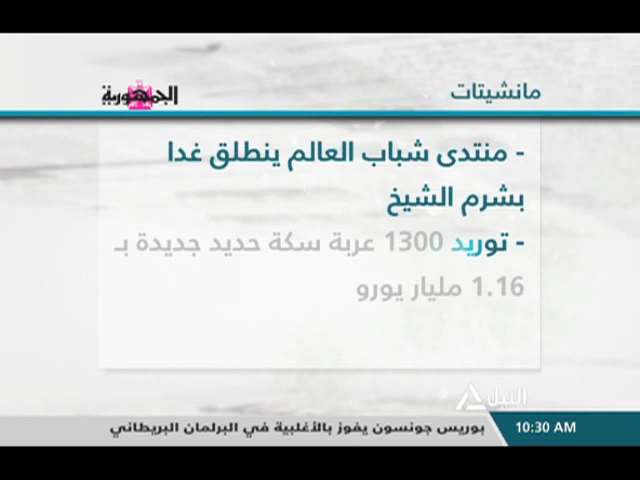 مانشيتات
الجمهورية
- منتدى شباب العالم ينطلق غدا
بشرم الشيخ
- توريد 1300 عربة سكة حديد جديدة بـ
1.16 مليار يورو
النيل
بوريس جونسون يفوز بالأغلبية في البرلمان البريطاني
10:30 AM